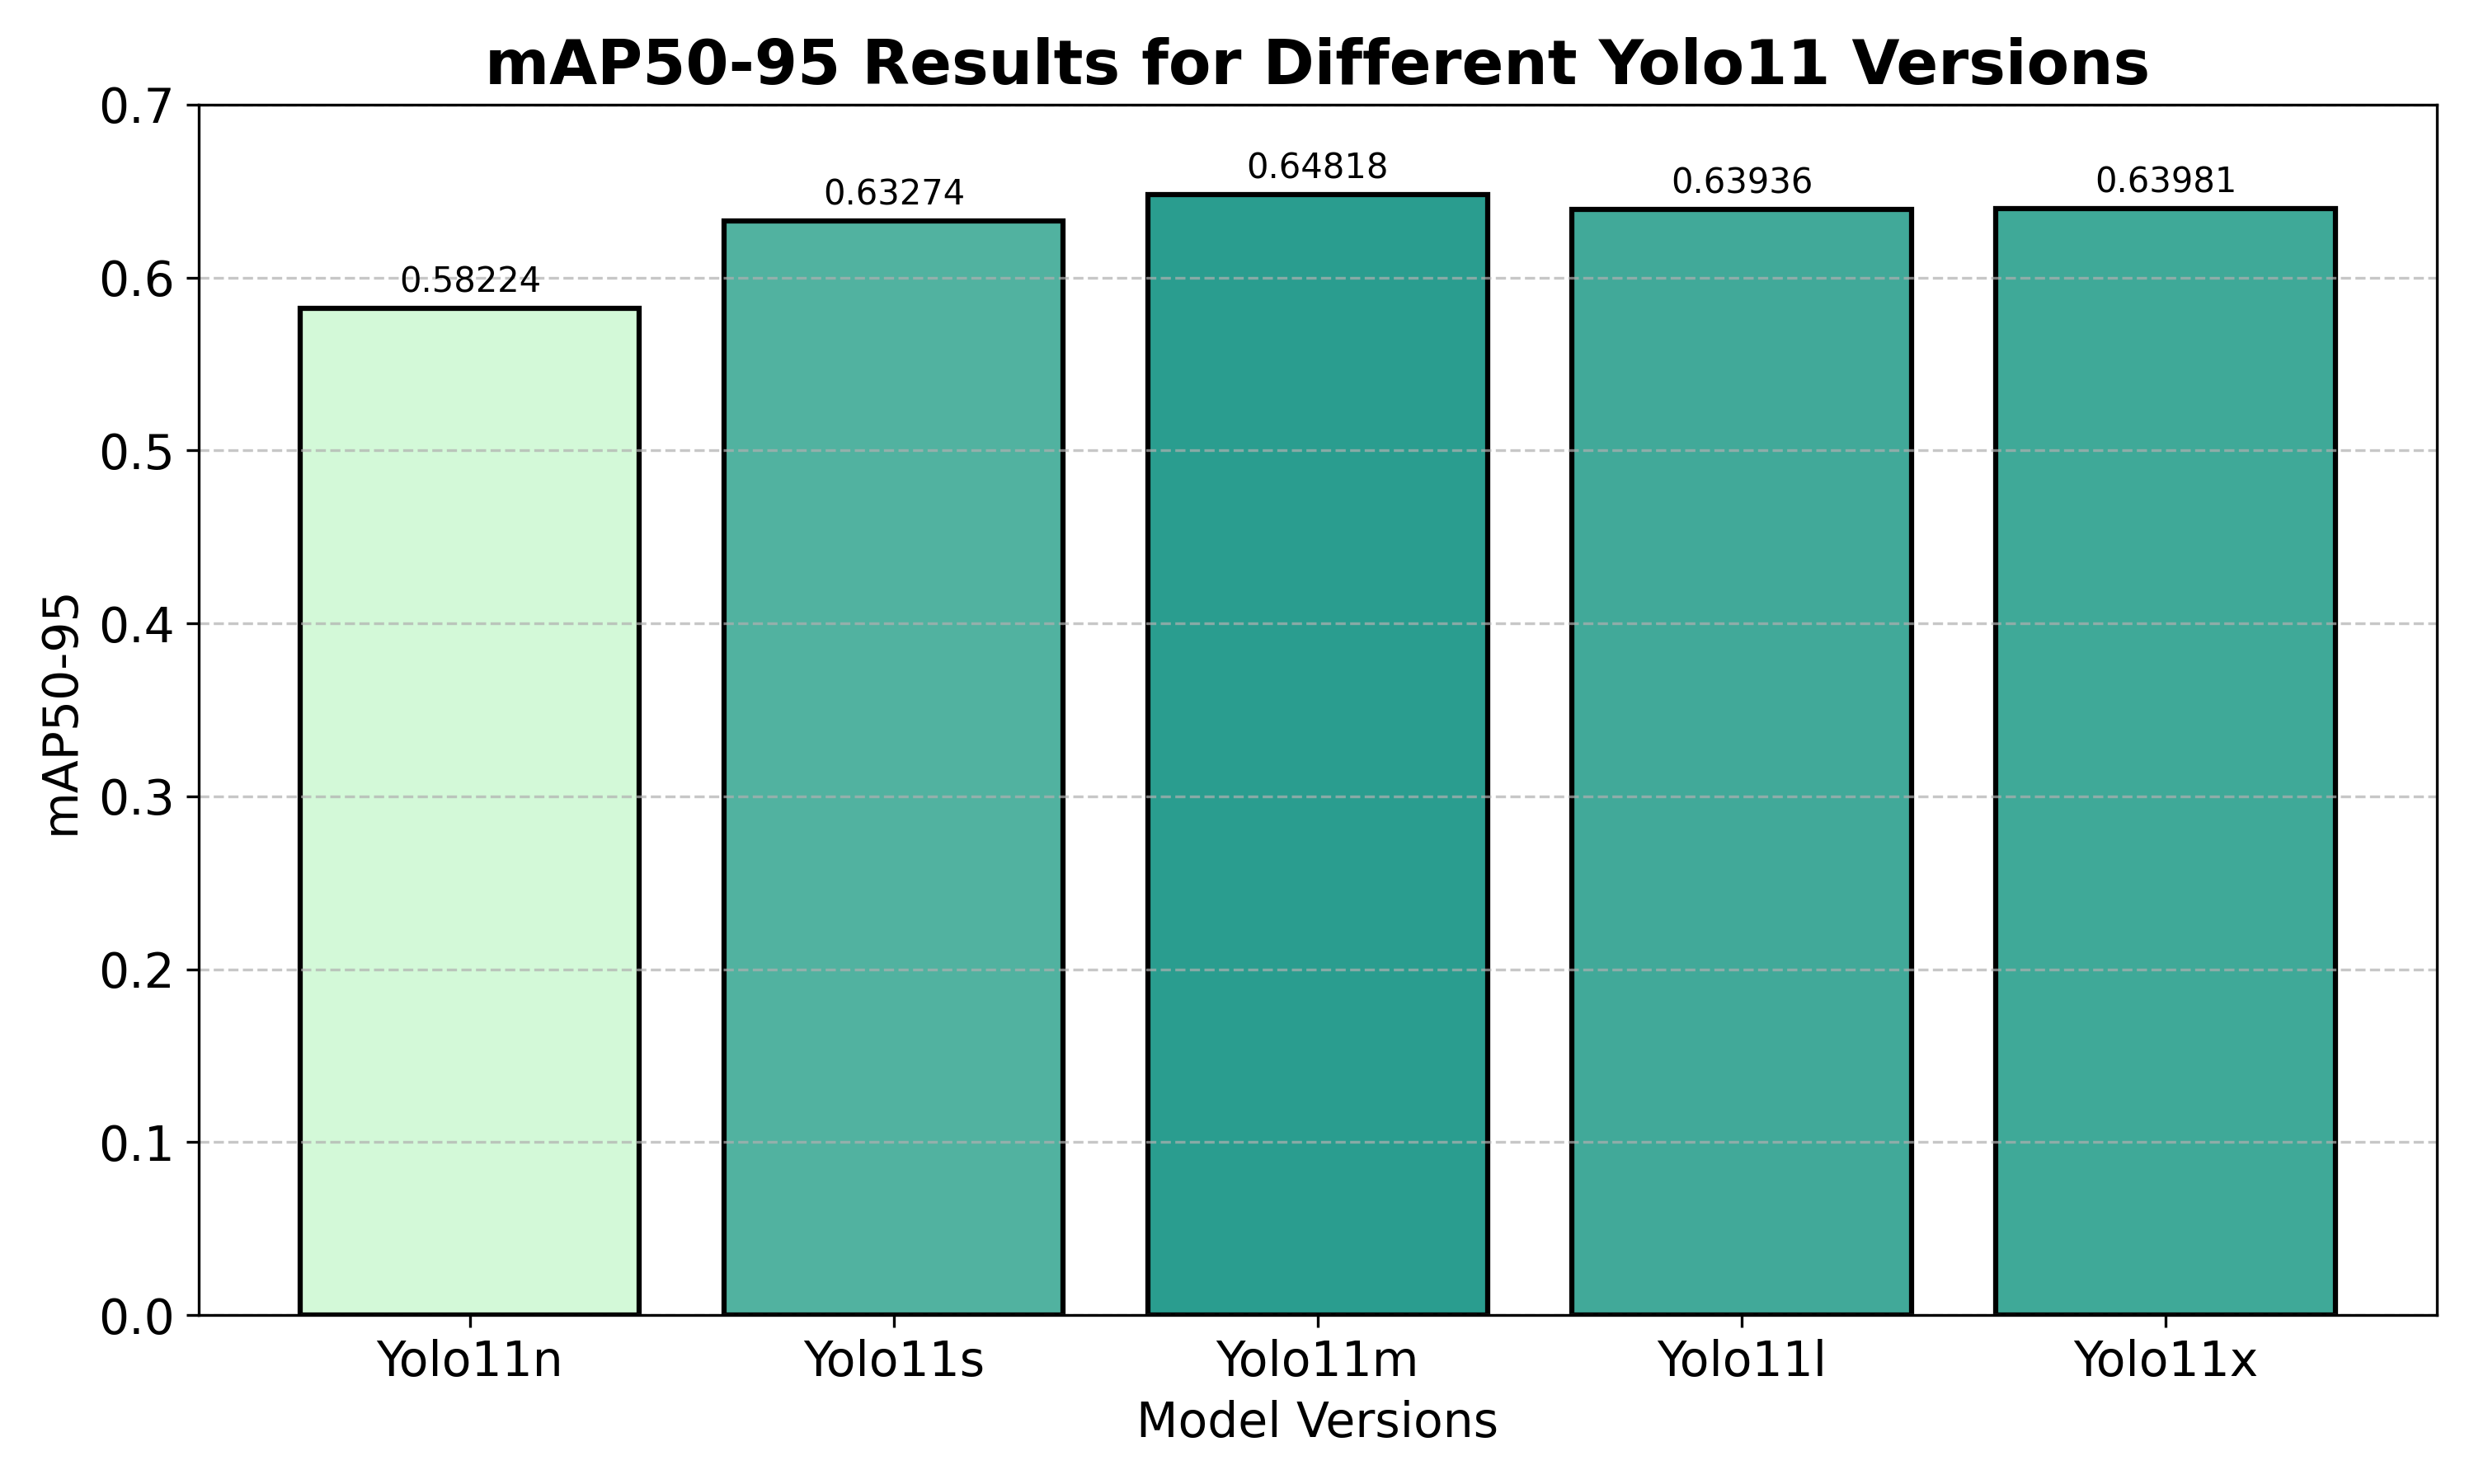 mAP50-95 Results for Different Yolo11 Versions
mAP50-95
0.7
0.6
0.5
0.4
0.3
0.2
0.1
0.0
0.58224
0.63274
0.64818
0.63936
0.63981
Yolo11n
Yolo11s
Yolo11m
Yolo11l
Yolo11x
Model Versions